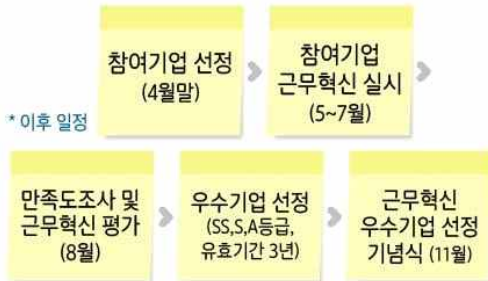 * 이후 일정
참여기업 선정
(4월말)
참여기업
근무혁신 실시
(5~7월)
만족도조사 및
근무혁신 평가
(8월)
우수기업 선정
(SS,S,A등급,
유효기간 3년)
근무혁신
우수기업 선정
기념식 (11월)